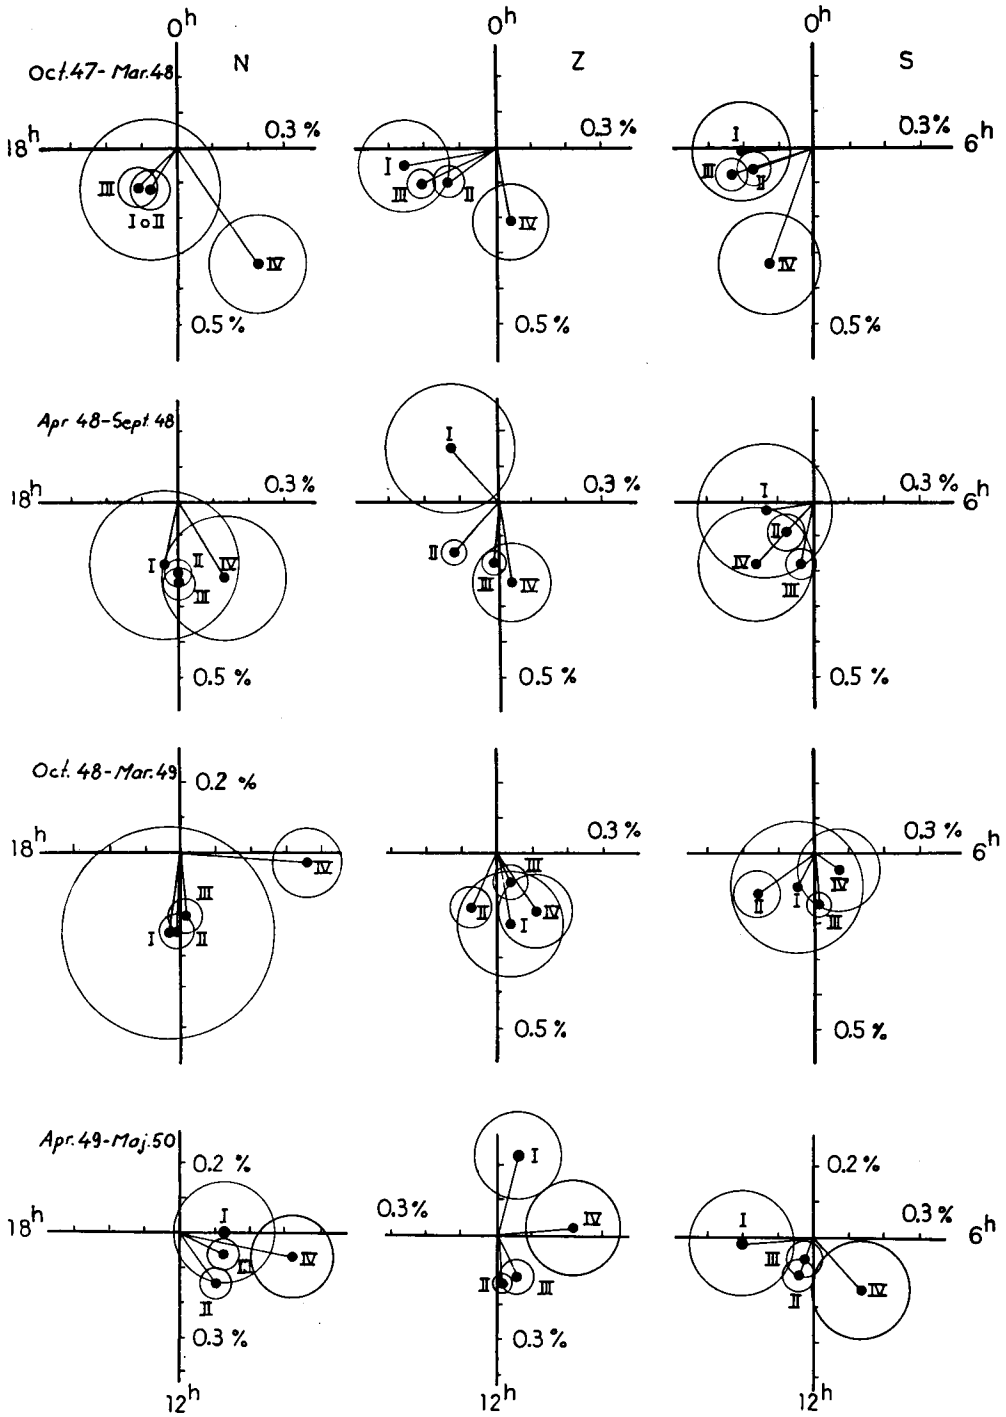 0h 0h 0h
Oct. 47 - Mar. 48 N Z S
18h 0.3 % 0.3 % 0.3 % 6h
I I
III III II III II
I o II
IV IV IV
0.5 % 0.5 % 0.5 %
Apr 48 - Sept. 48
I
18h 0.3 % 0.3 % 0.3 % 6h
I
I II IV II II IV
III III IV III
0.5 % 0.5 % 0.5 %
Oct. 48 - Mar. 49
0.2 %
18h 0.3 % 0.3 % 6h
IV III IV
III II IV II I
I II I III
0.5 % 0.5 %
Apr. 49 - Maj. 50
0.2 % I 0.2 %
18h I 0.3 % IV I 0.3 % 6h
III IV III
II II III II IV
0.3 % 0.3 %
12h 12h 12h